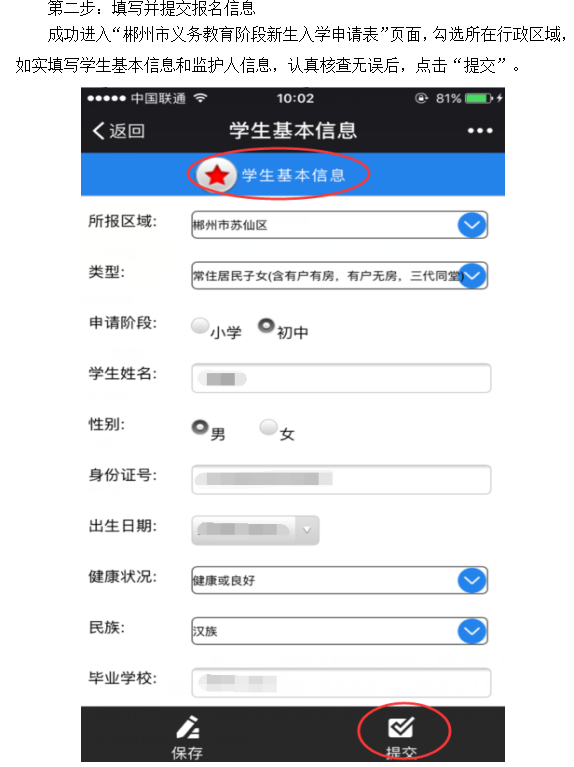 第二步：填写并提交报名信息
成功进入“郴州市义务教育阶段新生入学申请表”页面，勾选所在行政区域，
如实填写学生基本信息和监护人信息，认真核查无误后，点击“提交”。
中国联通 10:02 81%
返回 学生基本信息
学生基本信息
所报区域: 郴州市苏仙区
类型: 常住居民子女(含有户有房，有户无房，三代同堂)
申请阶段: 小学 初中
学生姓名:
性别: 男 女
身份证号:
出生日期:
健康状况: 健康或良好
民族: 汉族
毕业学校:
保存 提交